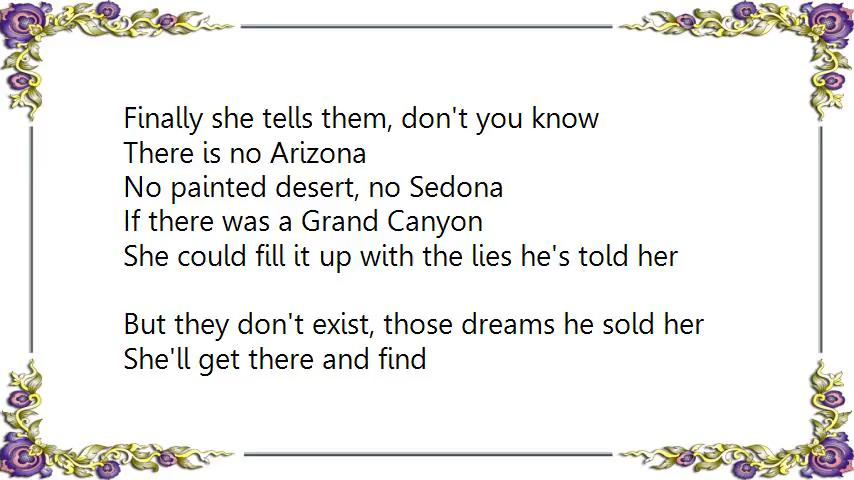 Finally she tells them, don't you know
There is no Arizona
No painted desert, no Sedona
If there was a Grand Canyon
She could fill it up with the lies he's told her
But they don't exist, those dreams he sold her
She'll get there and find